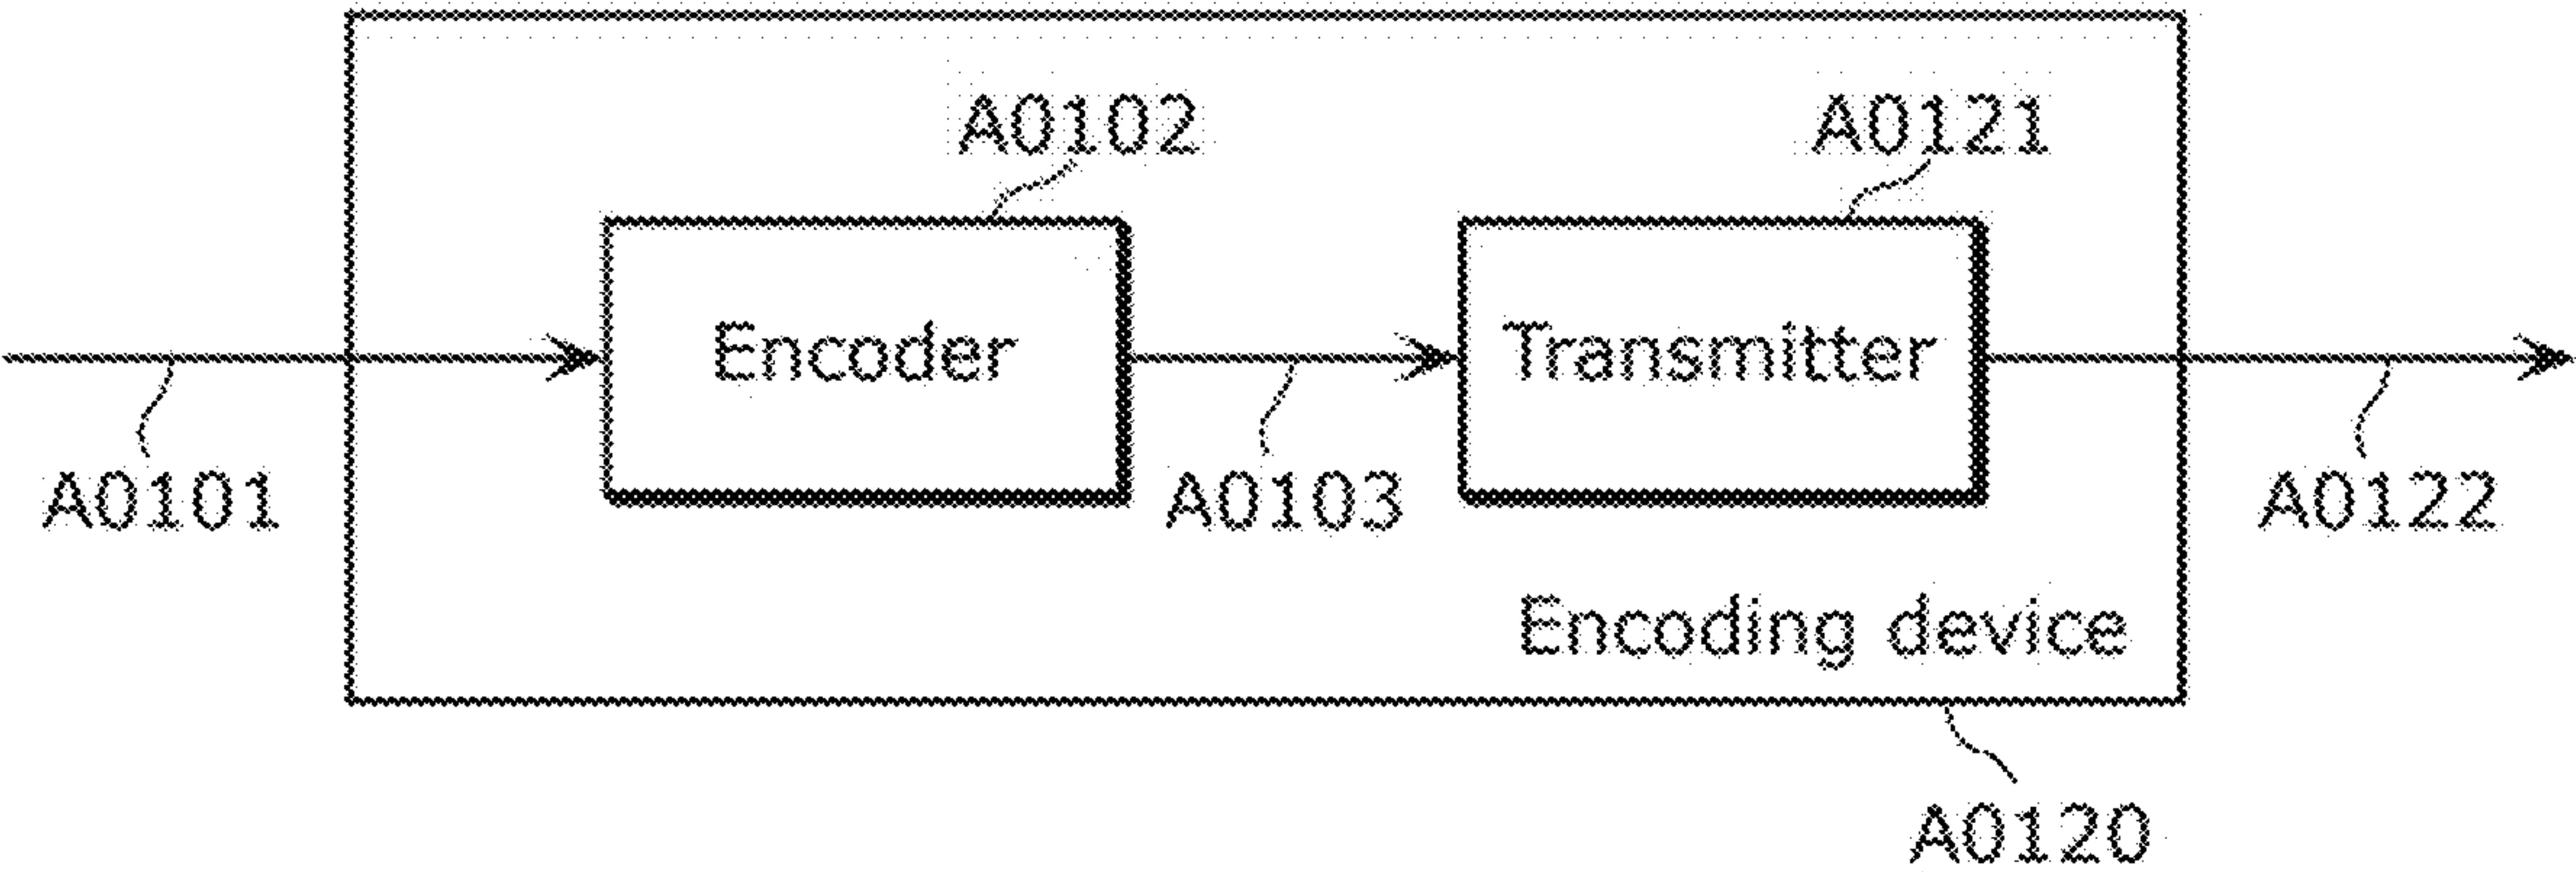 A0102
A0121
Encoder
Transmitter
A0101
A0103
A0122
Encoding device
A0120